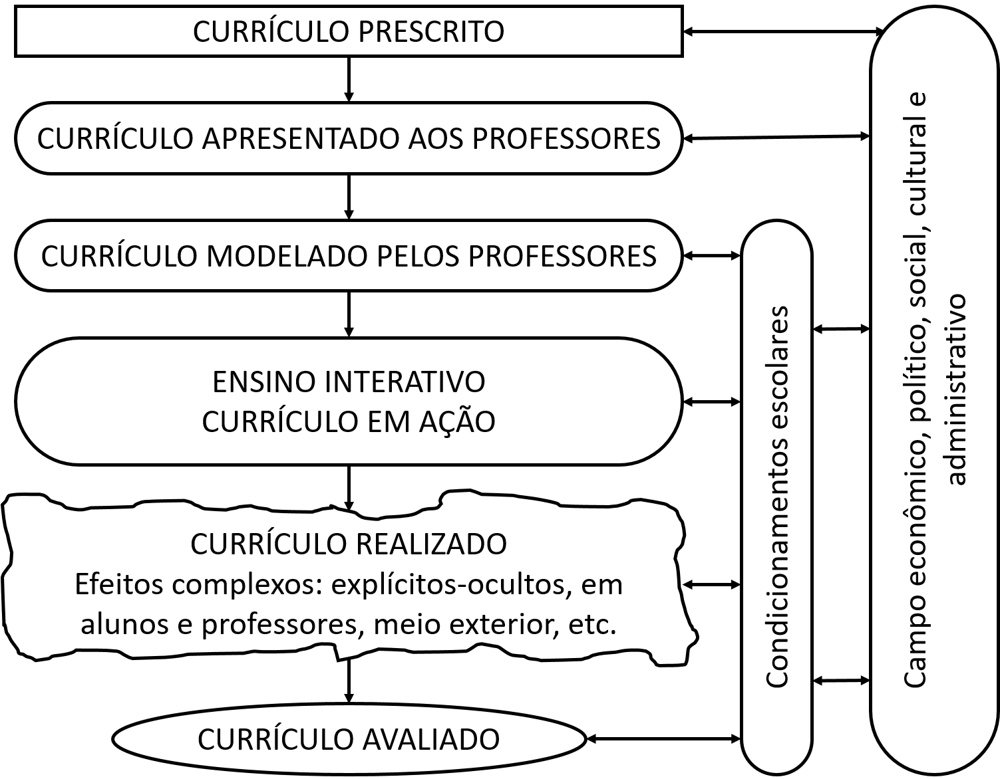 CURRÍCULO PRESCRITO
CURRÍCULO APRESENTADO AOS PROFESSORES
CURRÍCULO MODELADO PELOS PROFESSORES
ENSINO INTERATIVO
CURRÍCULO EM AÇÃO
CURRÍCULO REALIZADO
Efeitos complexos: explícitos-ocultos, em
alunos e professores, meio exterior, etc.
CURRÍCULO AVALIADO
Condicionamentos escolares
Campo econômico, político, social, cultural e
administrativo